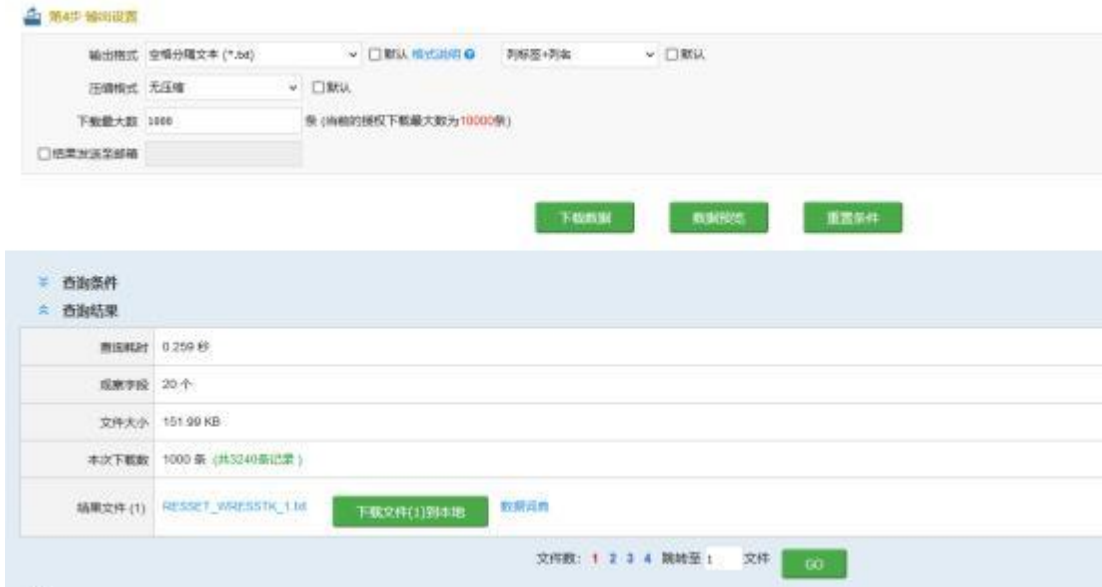 第4步 输出设置
输出格式 空格分隔文本 (*.txt) 默认 格式说明 列标签+列名 默认
压缩格式 无压缩 默认
下载最大数 1000 条 (当前的授权下载最大数为10000条)
结果发送至邮箱
下载数据 数据预览 重置条件
查询条件
查询结果
查询耗时 0.259 秒
观察字段 20 个
文件大小 151.99 KB
本次下载数 1000 条 (共3240条记录)
结果文件 (1) RESSET_WRESSTK_1.txt 下载文件(1)到本地 数据词典
文件数: 1 2 3 4 跳转至 1 文件 GO